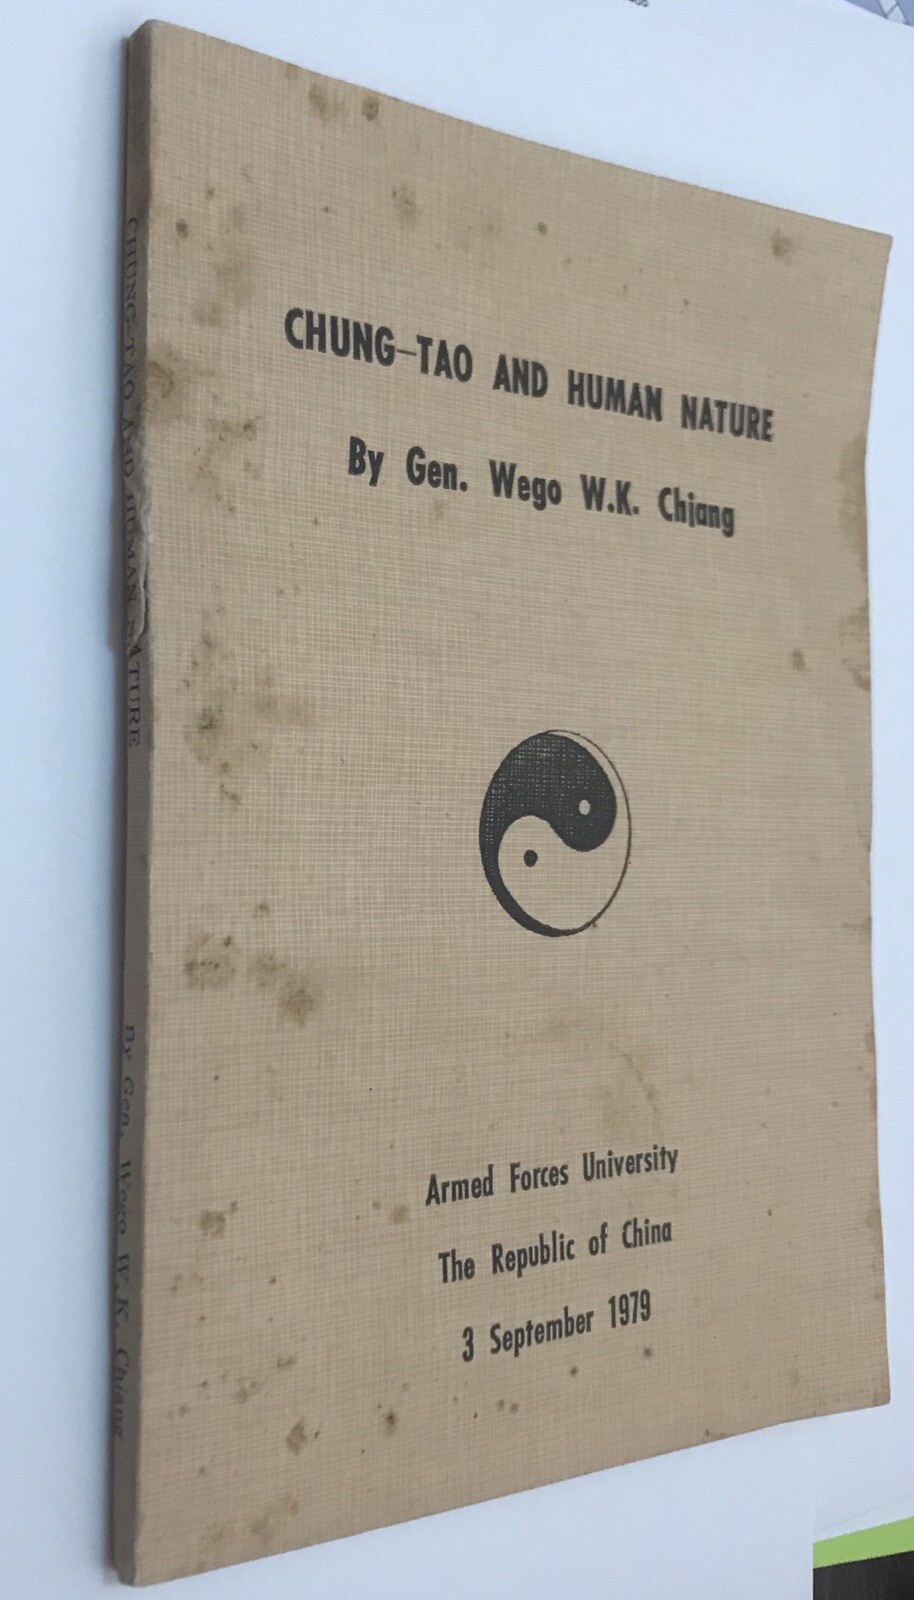 CHUNG-TAO AND HUMAN NATURE
By Gen. Wego W.K. Chiang
Armed Forces University
The Republic of China
3 September 1979
CHUNG-TAO AND HUMAN NATURE
By Gen. Wego W.K. Chiang